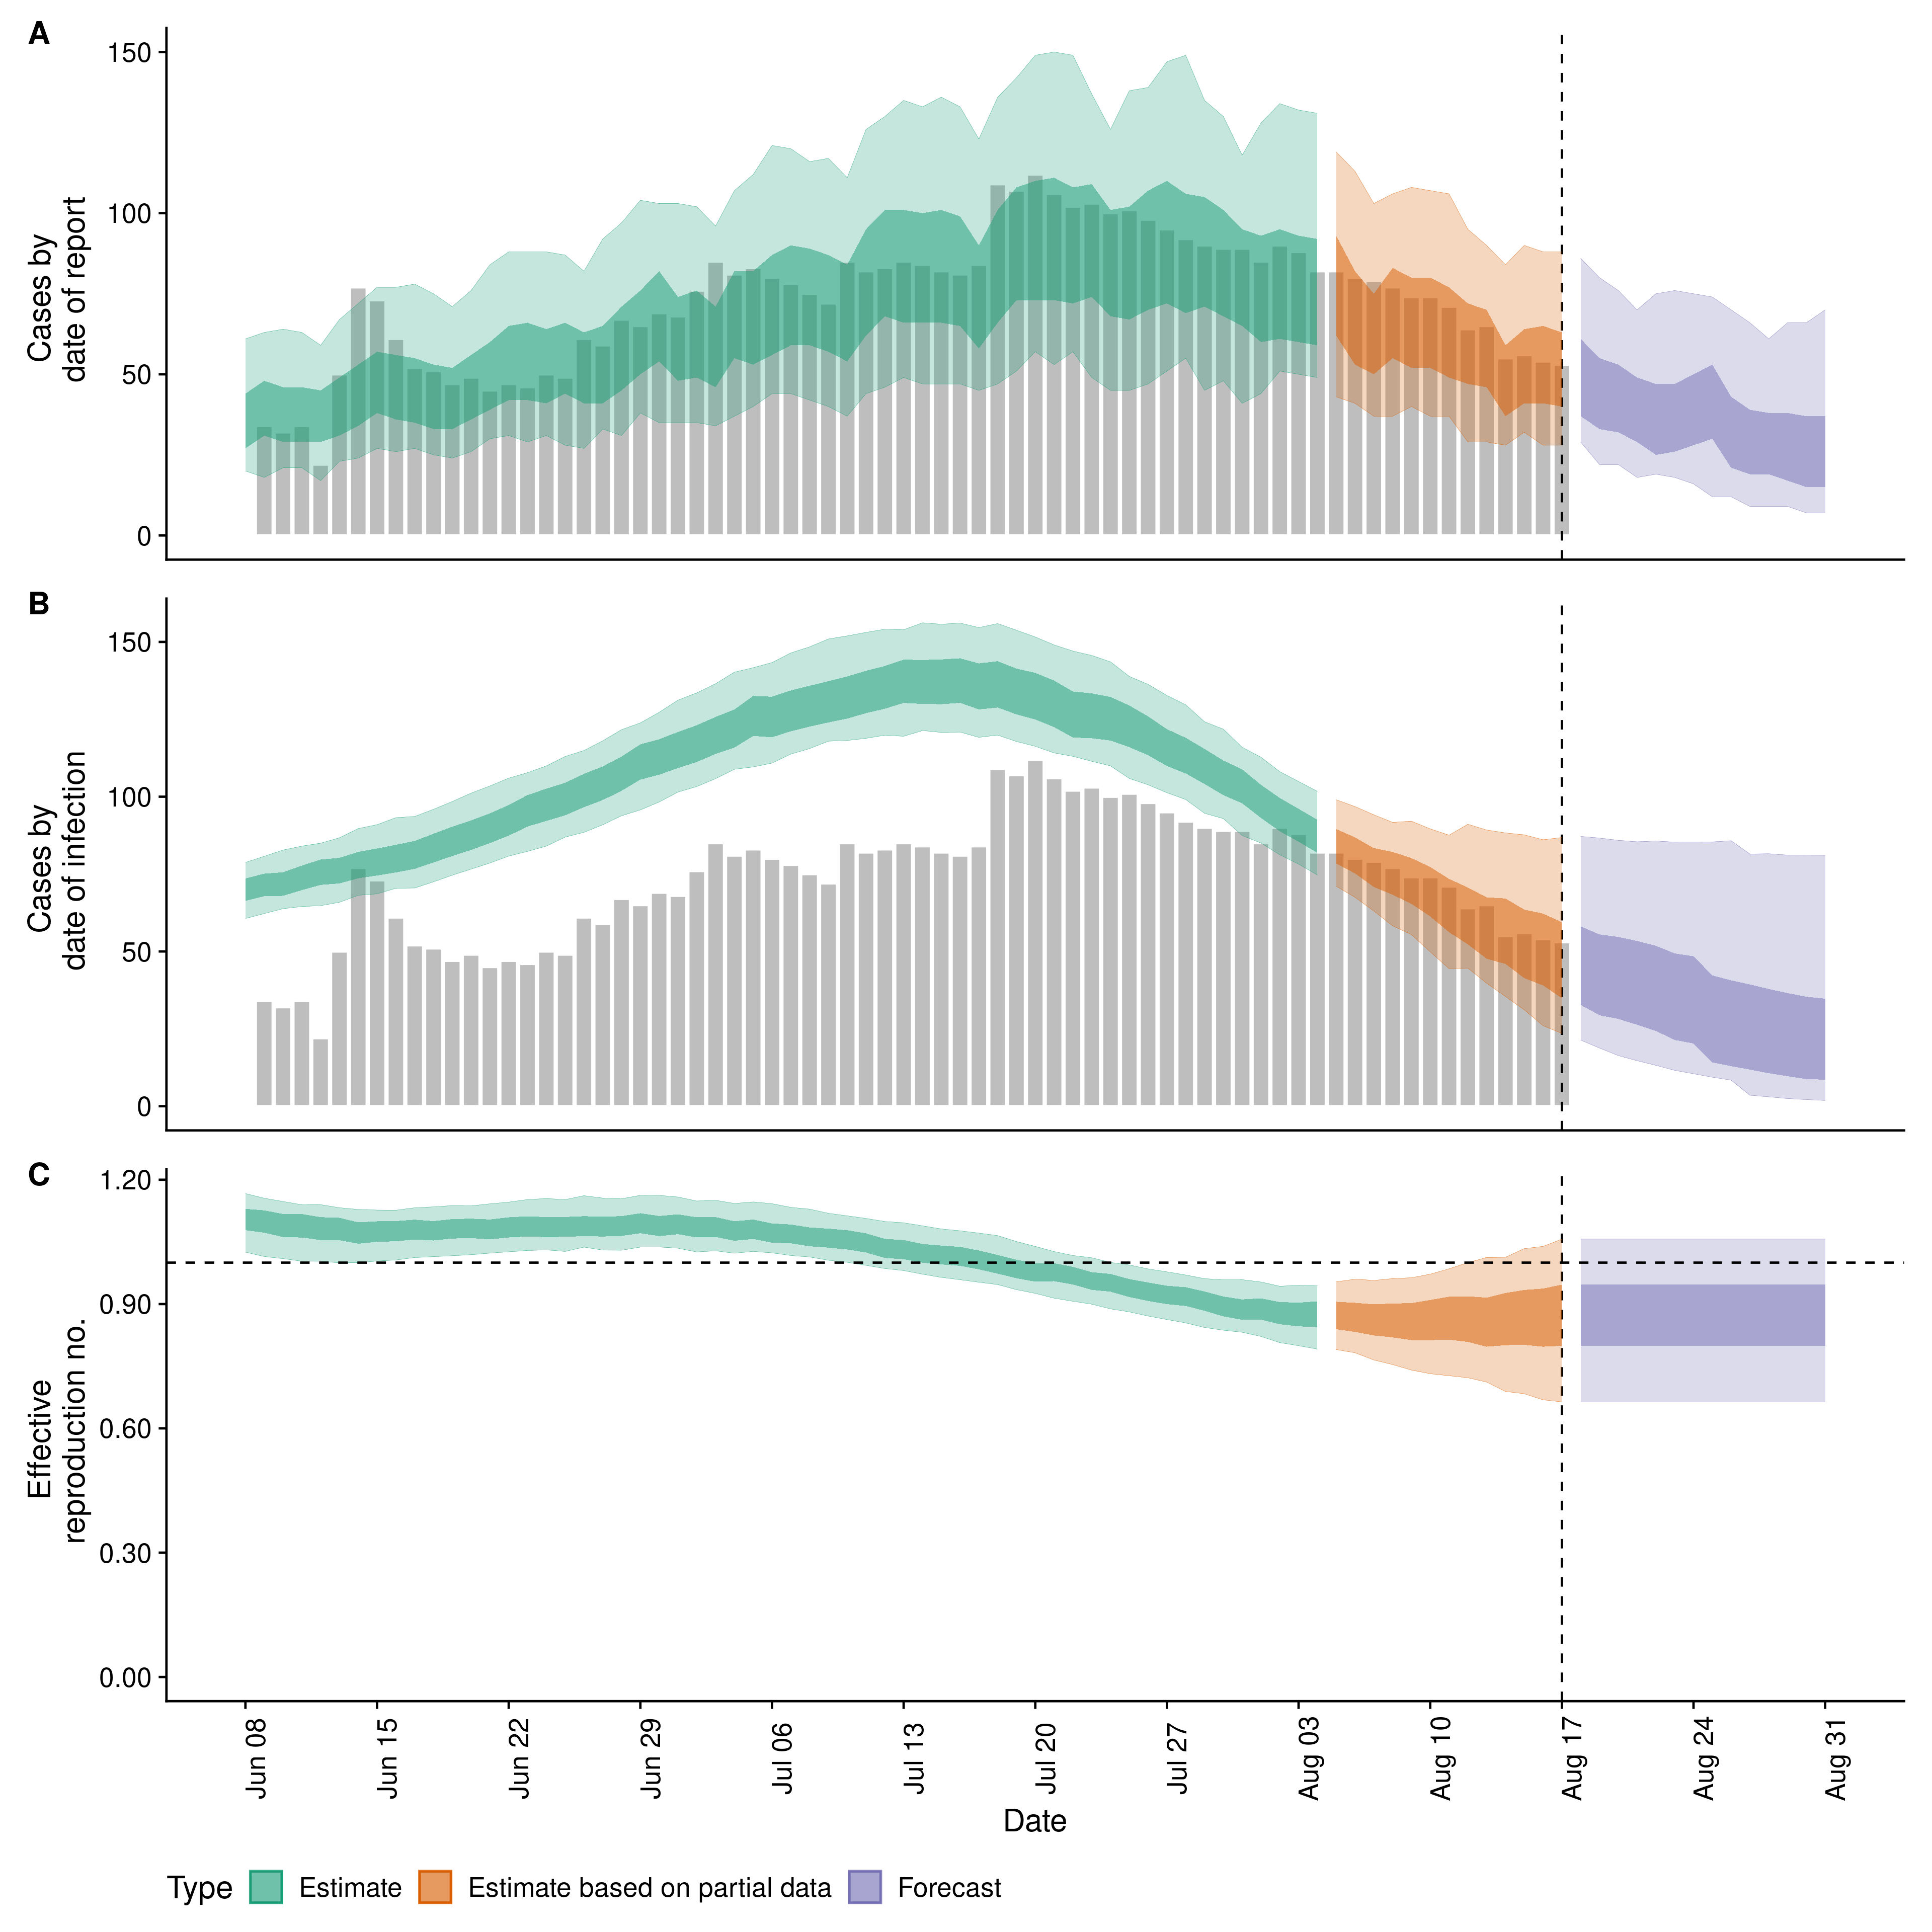 A
150
100
50
0
Cases by
date of report
B
150
100
50
0
Cases by
date of infection
C
1.20
0.90
0.60
0.30
0.00
Effective
reproduction no.
Jun 08
Jun 15
Jun 22
Jun 29
Jul 06
Jul 13
Jul 20
Jul 27
Aug 03
Aug 10
Aug 17
Aug 24
Aug 31
Date
Type Estimate Estimate based on partial data Forecast